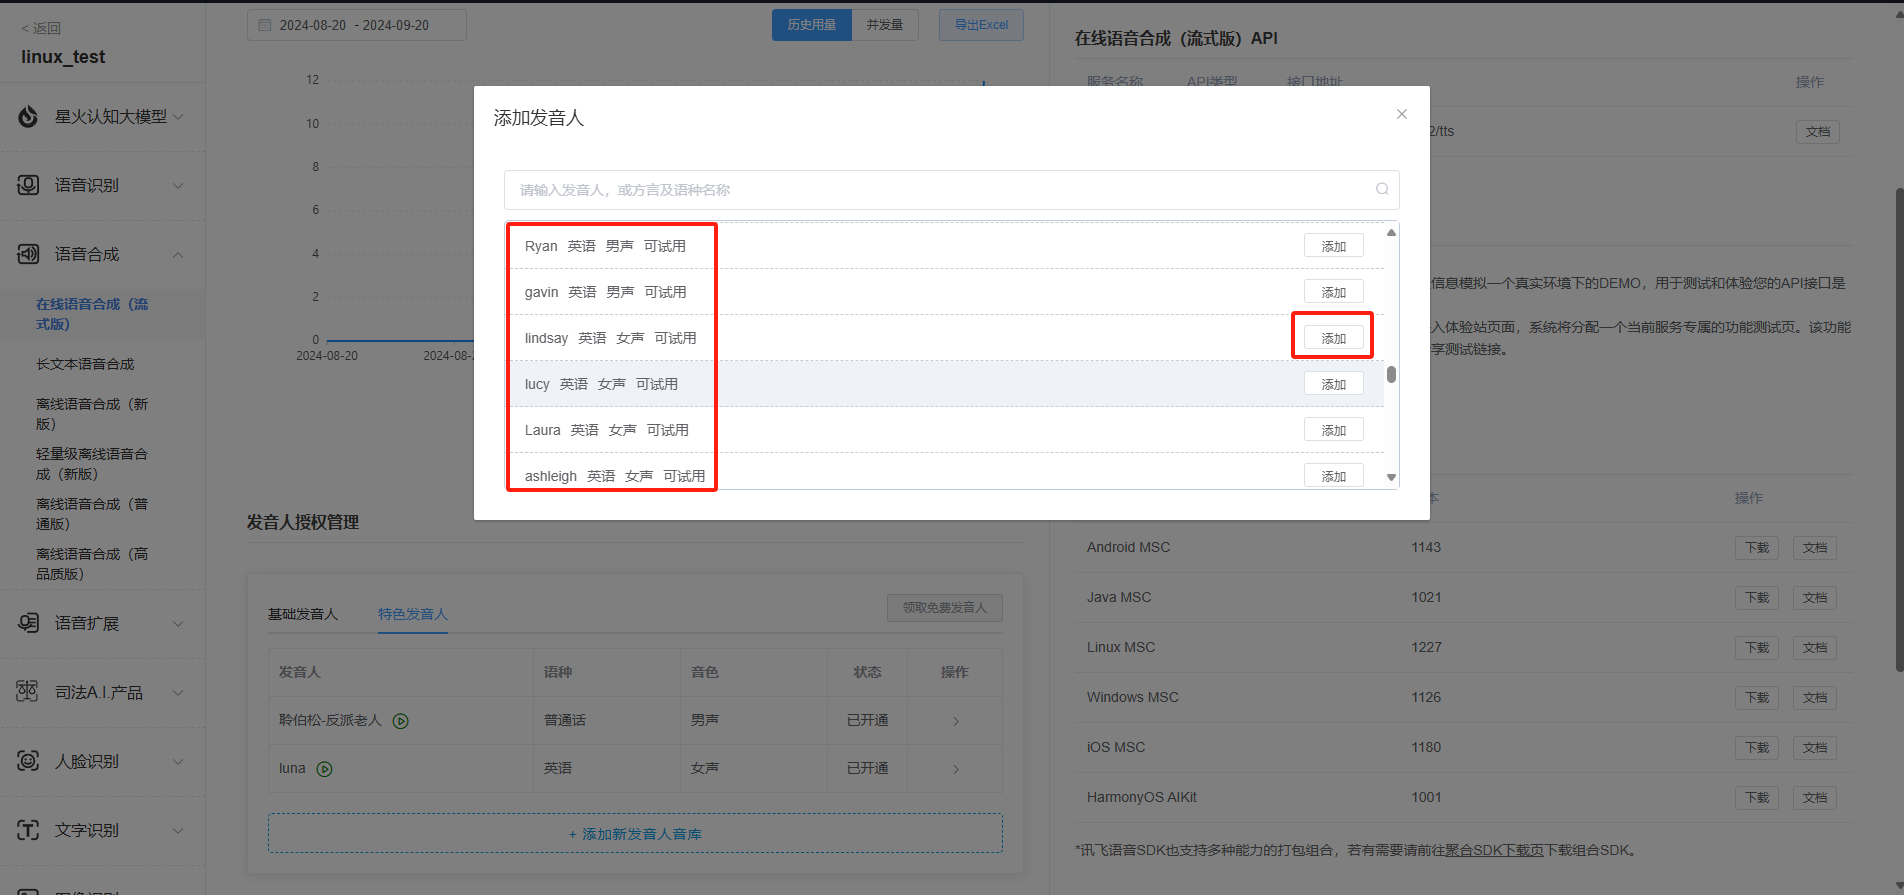 < 返回
linux_test
星火认知大模型
语音识别
语音合成
在线语音合成（流
式版）
长文本语音合成
离线语音合成（新
版）
轻量级离线语音合
成（新版）
离线语音合成（普
通版）
离线语音合成（高
品质版）
语音扩展
司法A.I.产品
人脸识别
文字识别
2024-08-20 - 2024-09-20
历史用量 并发量 导出Excel
12
10
8
6
4
2
0
2024-08-20 2024-08-2
添加发音人
请输入发音人，或方言及语种名称
Ryan 英语 男声 可试用 添加
gavin 英语 男声 可试用 添加
lindsay 英语 女声 可试用 添加
lucy 英语 女声 可试用 添加
Laura 英语 女声 可试用 添加
ashleigh 英语 女声 可试用 添加
发音人授权管理
基础发音人 特色发音人 领取免费发音人
发音人 语种 音色 状态 操作
聆伯松-反派老人 普通话 男声 已开通 >
luna 英语 女声 已开通 >
+ 添加新发音人音库
在线语音合成（流式版）API
服务名称 API类型 接口地址 操作
2/tts 文档
信息模拟一个真实环境下的DEMO，用于测试和体验您的API接口是
入体验站页面，系统将分配一个当前服务专属的功能测试页。该功能
享测试链接。
本 操作
Android MSC 1143 下载 文档
Java MSC 1021 下载 文档
Linux MSC 1227 下载 文档
Windows MSC 1126 下载 文档
iOS MSC 1180 下载 文档
HarmonyOS AIKit 1001 下载 文档
*讯飞语音SDK也支持多种能力的打包组合，若有需要请前往聚合SDK下载页下载组合SDK。